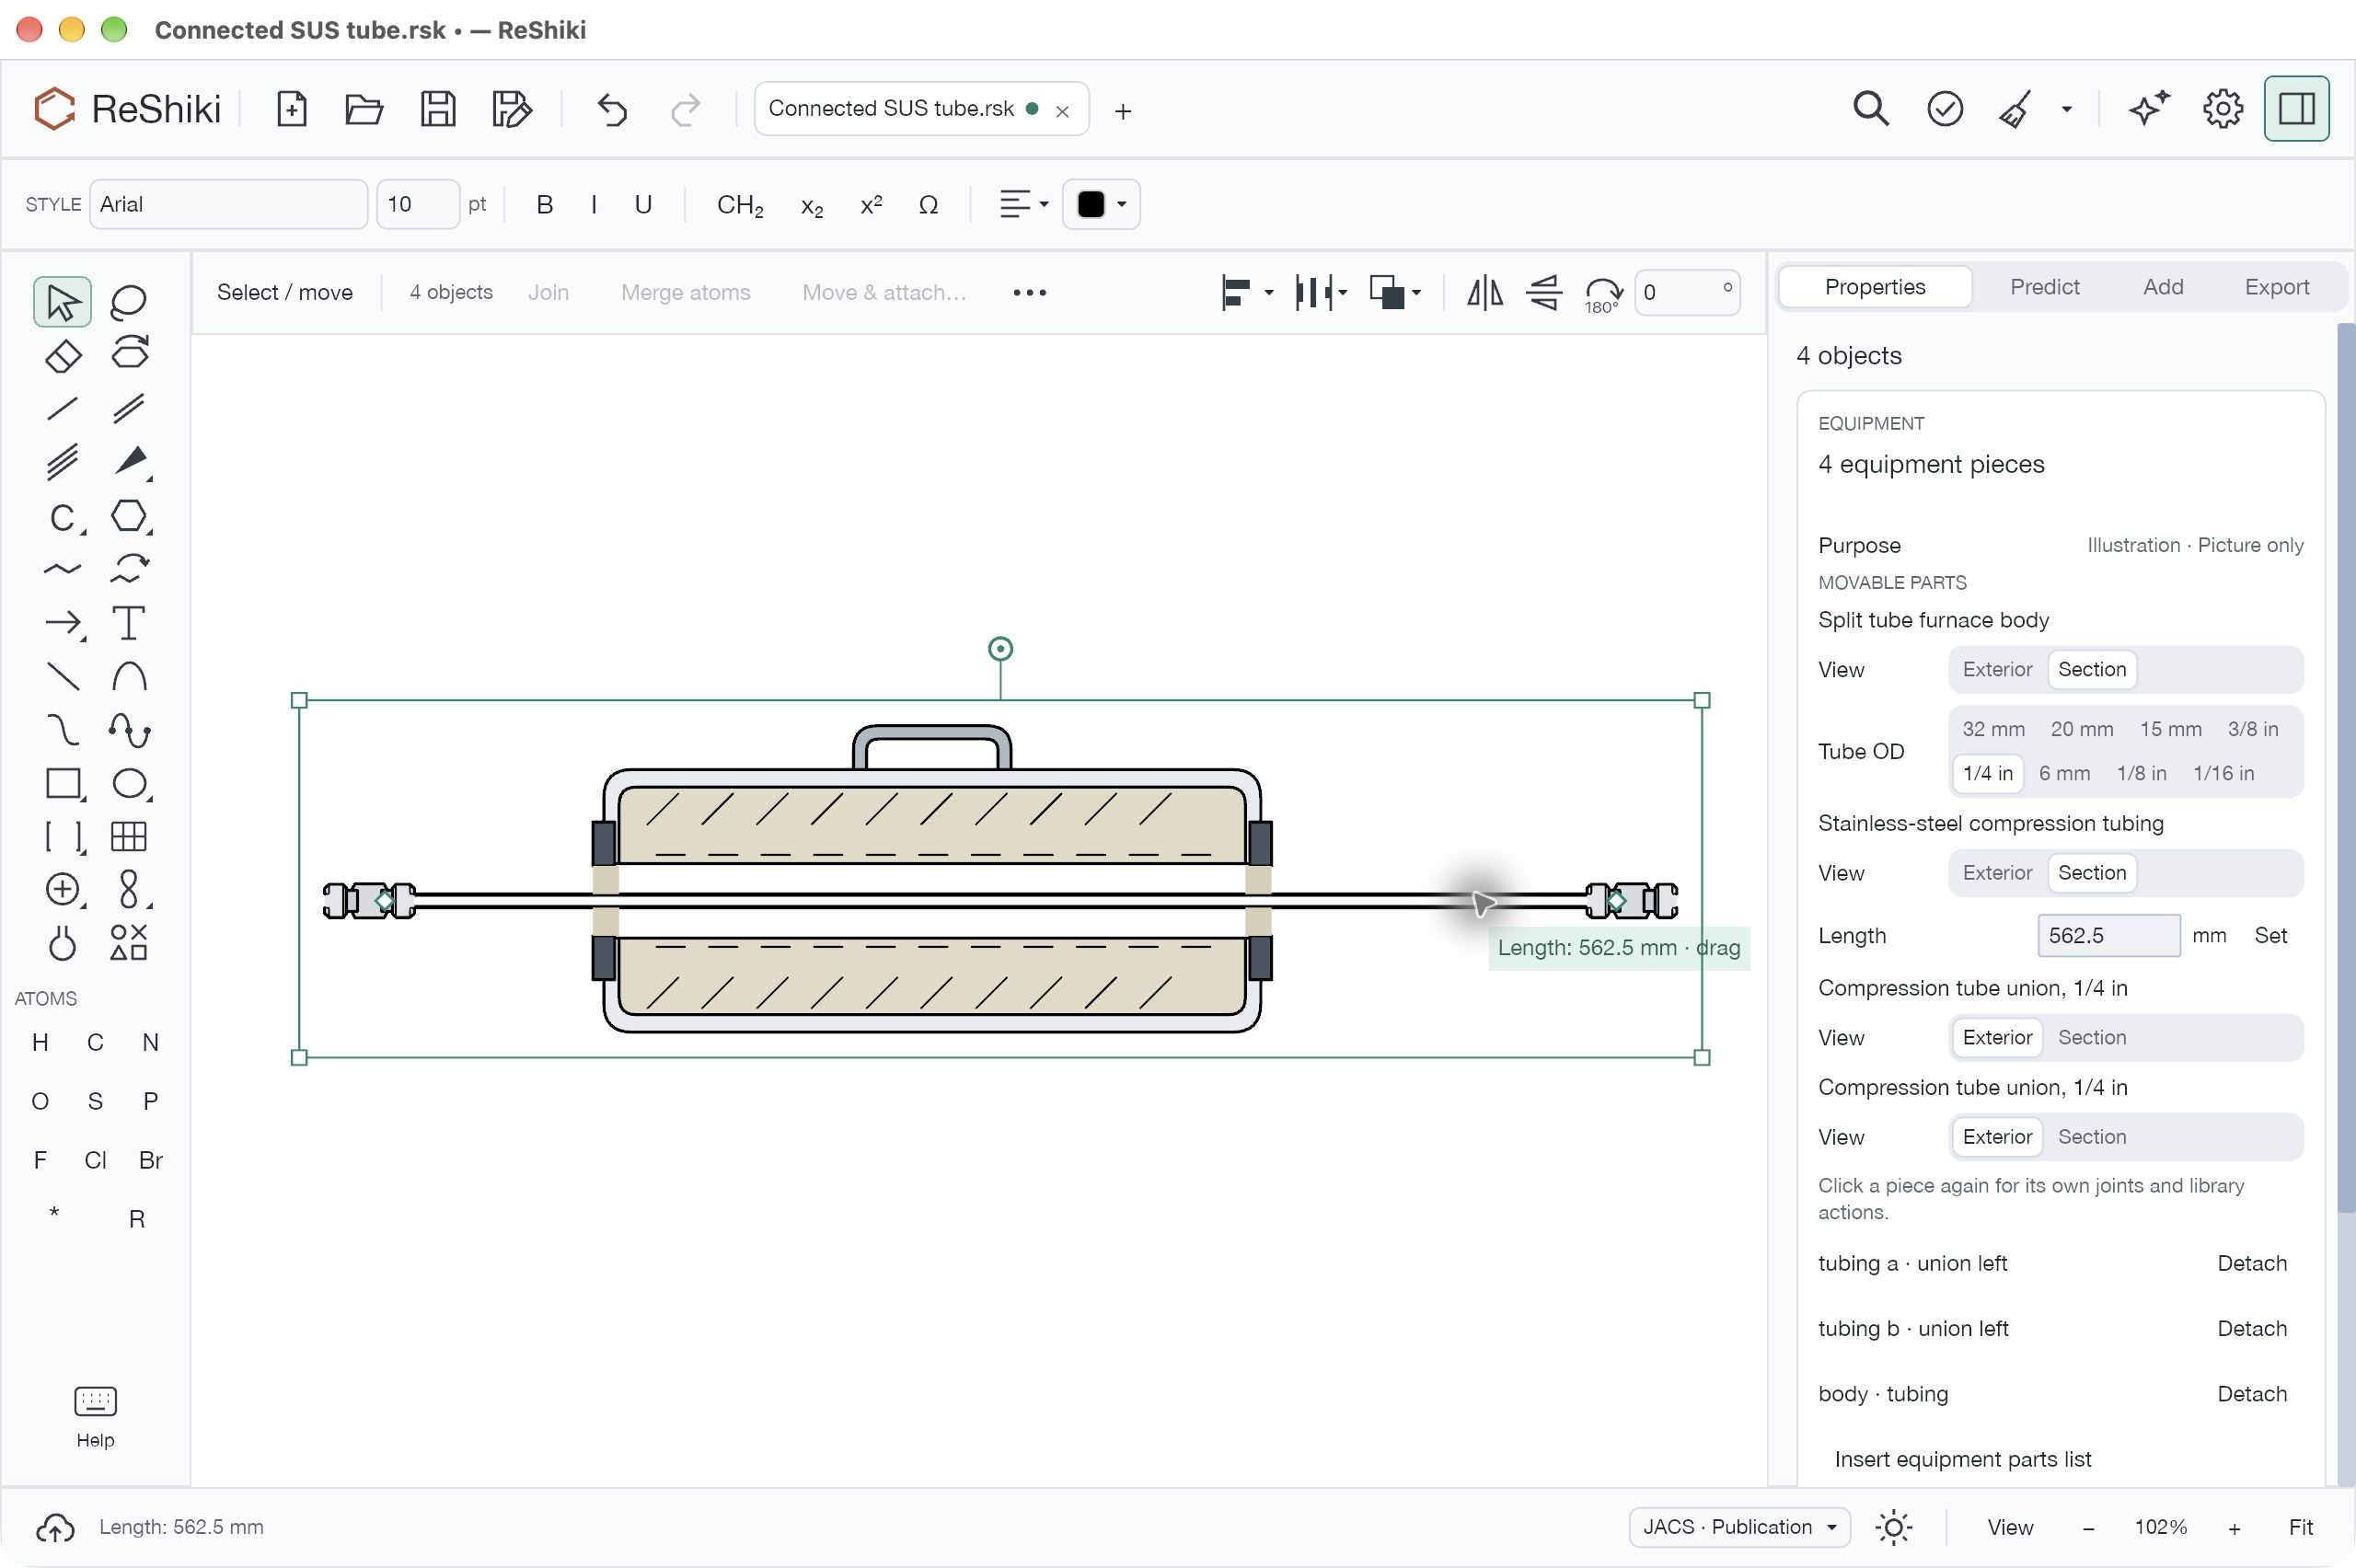 Connected SUS tube.rsk • — ReShiki
ReShiki
Connected SUS tube.rsk
STYLE Arial 10 pt B I U CH₂ x₂ x² Ω
Select / move 4 objects Join Merge atoms Move & attach… 180° 0 °
Properties Predict Add Export
4 objects
EQUIPMENT
4 equipment pieces
Purpose Illustration · Picture only
MOVABLE PARTS
Split tube furnace body
View Exterior Section
Tube OD 32 mm 20 mm 15 mm 3/8 in
1/4 in 6 mm 1/8 in 1/16 in
Stainless-steel compression tubing
View Exterior Section
Length 562.5 mm Set
Compression tube union, 1/4 in
View Exterior Section
Compression tube union, 1/4 in
View Exterior Section
Click a piece again for its own joints and library
actions.
tubing a · union left Detach
tubing b · union left Detach
body · tubing Detach
Insert equipment parts list
Length: 562.5 mm · drag
C
T
ATOMS
H C N
O S P
F Cl Br
* R
Help
Length: 562.5 mm
JACS · Publication View − 102% + Fit